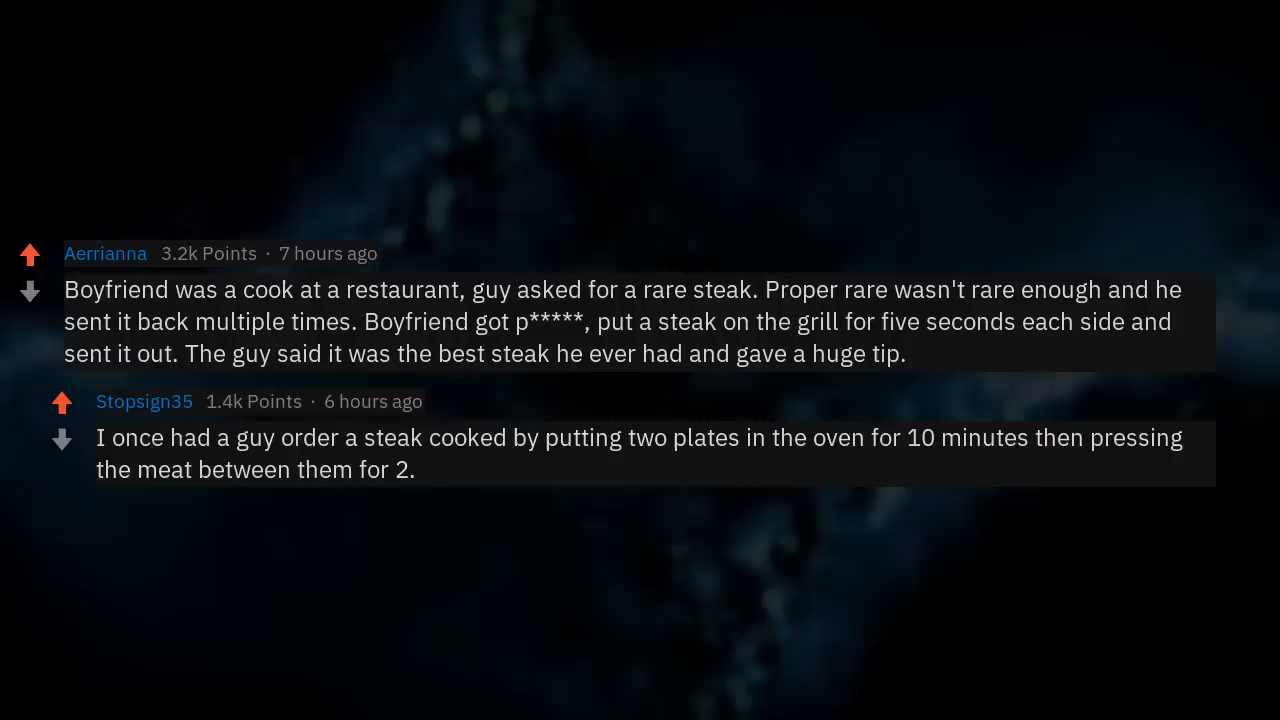 Aerrianna 3.2k Points · 7 hours ago
Boyfriend was a cook at a restaurant, guy asked for a rare steak. Proper rare wasn't rare enough and he
sent it back multiple times. Boyfriend got p*****, put a steak on the grill for five seconds each side and
sent it out. The guy said it was the best steak he ever had and gave a huge tip.
Stopsign35 1.4k Points · 6 hours ago
I once had a guy order a steak cooked by putting two plates in the oven for 10 minutes then pressing
the meat between them for 2.